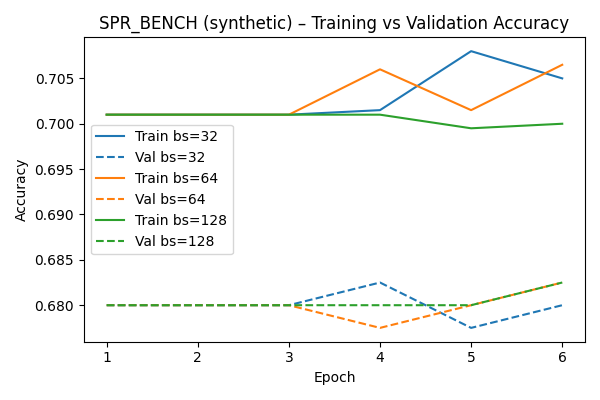 SPR_BENCH (synthetic) – Training vs Validation Accuracy
Accuracy
0.705
0.700
0.695
0.690
0.685
0.680
Train bs=32
Val bs=32
Train bs=64
Val bs=64
Train bs=128
Val bs=128
1 2 3 4 5 6
Epoch